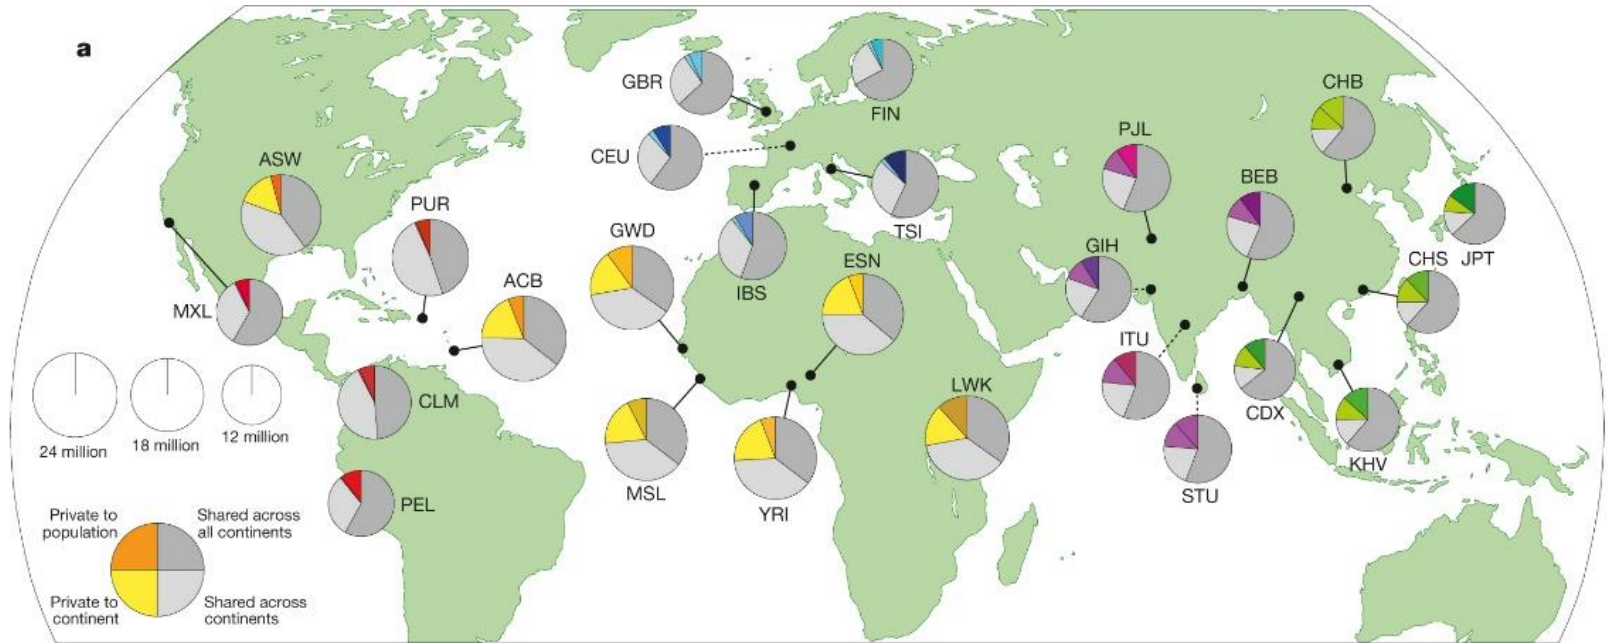 a
GBR
FIN
CHB
CEU
PJL
ASW
BEB
PUR
TSI
GWD
IBS
ESN
GIH
CHS
JPT
ACB
MXL
ITU
LWK
CLM
CDX
24 million
18 million
12 million
KHV
MSL
YRI
STU
PEL
Private to
population
Shared across
all continents
Private to
continent
Shared across
continents